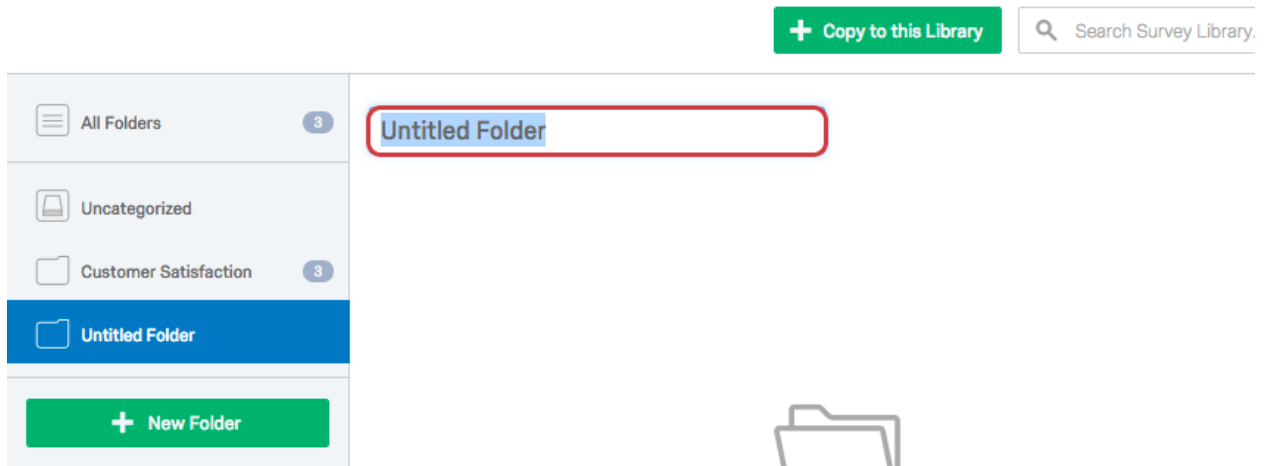 Copy to this Library
Search Survey Library.
All Folders 3
Untitled Folder
Uncategorized
Customer Satisfaction 3
Untitled Folder
New Folder